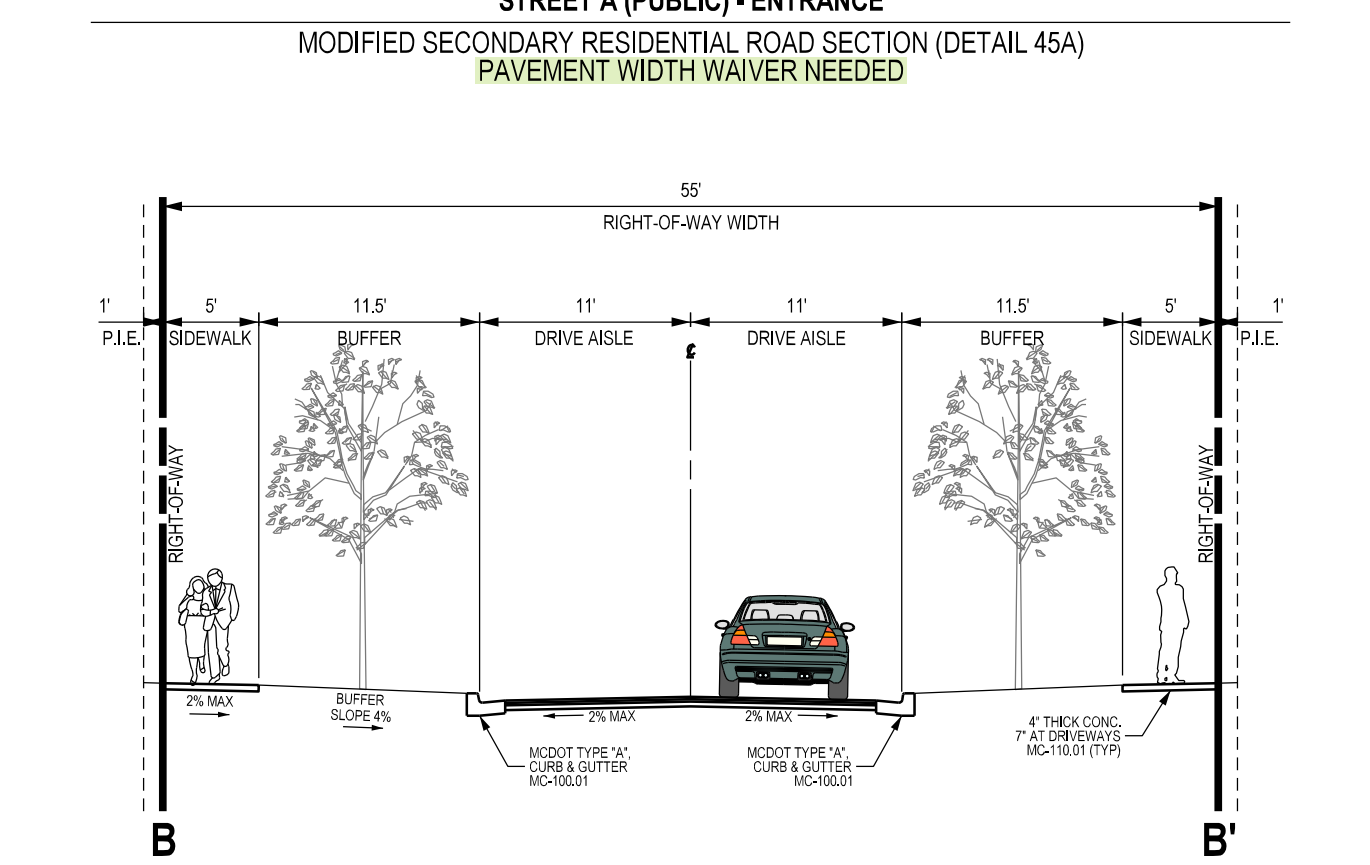 STREET A (PUBLIC) - ENTRANCE
MODIFIED SECONDARY RESIDENTIAL ROAD SECTION (DETAIL 45A)
PAVEMENT WIDTH WAIVER NEEDED
55'
RIGHT-OF-WAY WIDTH
1' 5' 11.5' 11' 11' 11.5' 5' 1'
P.I.E. SIDEWALK BUFFER DRIVE AISLE DRIVE AISLE BUFFER SIDEWALK P.I.E.
RIGHT-OF-WAY
RIGHT-OF-WAY
2% MAX
BUFFER
SLOPE 4%
2% MAX
2% MAX
MCDOT TYPE "A",
CURB & GUTTER
MC-100.01
MCDOT TYPE "A",
CURB & GUTTER
MC-100.01
4" THICK CONC.
7" AT DRIVEWAYS
MC-110.01 (TYP)
B B'